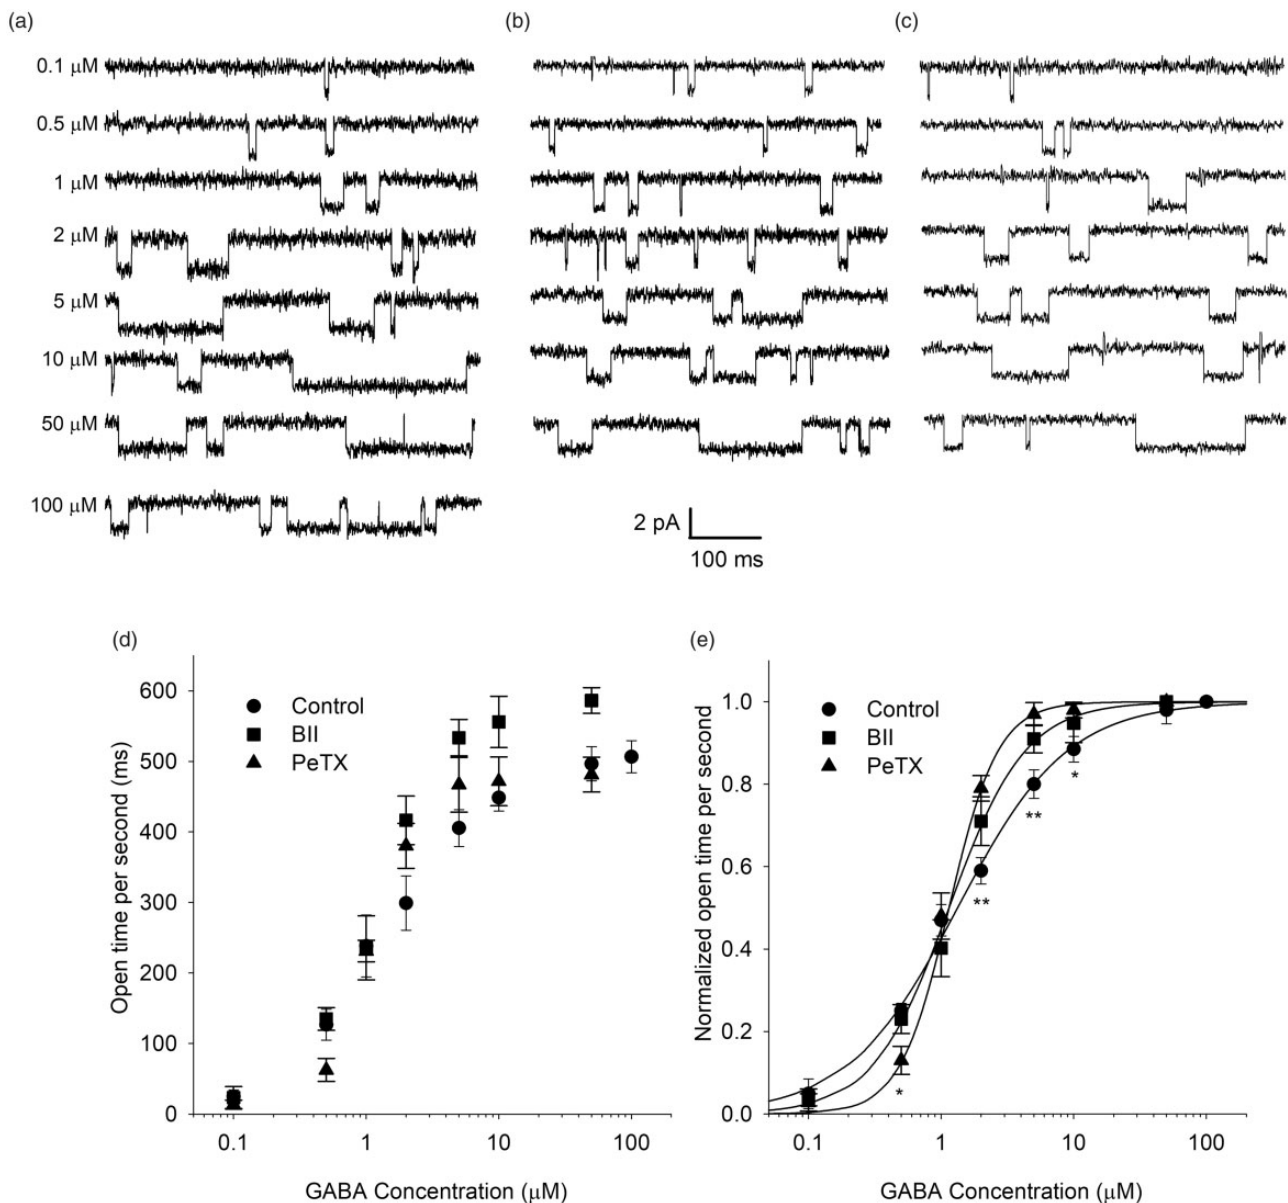 (a)
(b)
(c)
0.1 μM
0.5 μM
1 μM
2 μM
5 μM
10 μM
50 μM
100 μM
2 pA
100 ms
(d)
Open time per second (ms)
600
500
400
300
200
100
0
Control
BII
PeTX
0.1
1
10
100
GABA Concentration (μM)
(e)
Normalized open time per second
1.0
0.8
0.6
0.4
0.2
0.0
Control
BII
PeTX
*
**
**
*
0.1
1
10
100
GABA Concentration (μM)